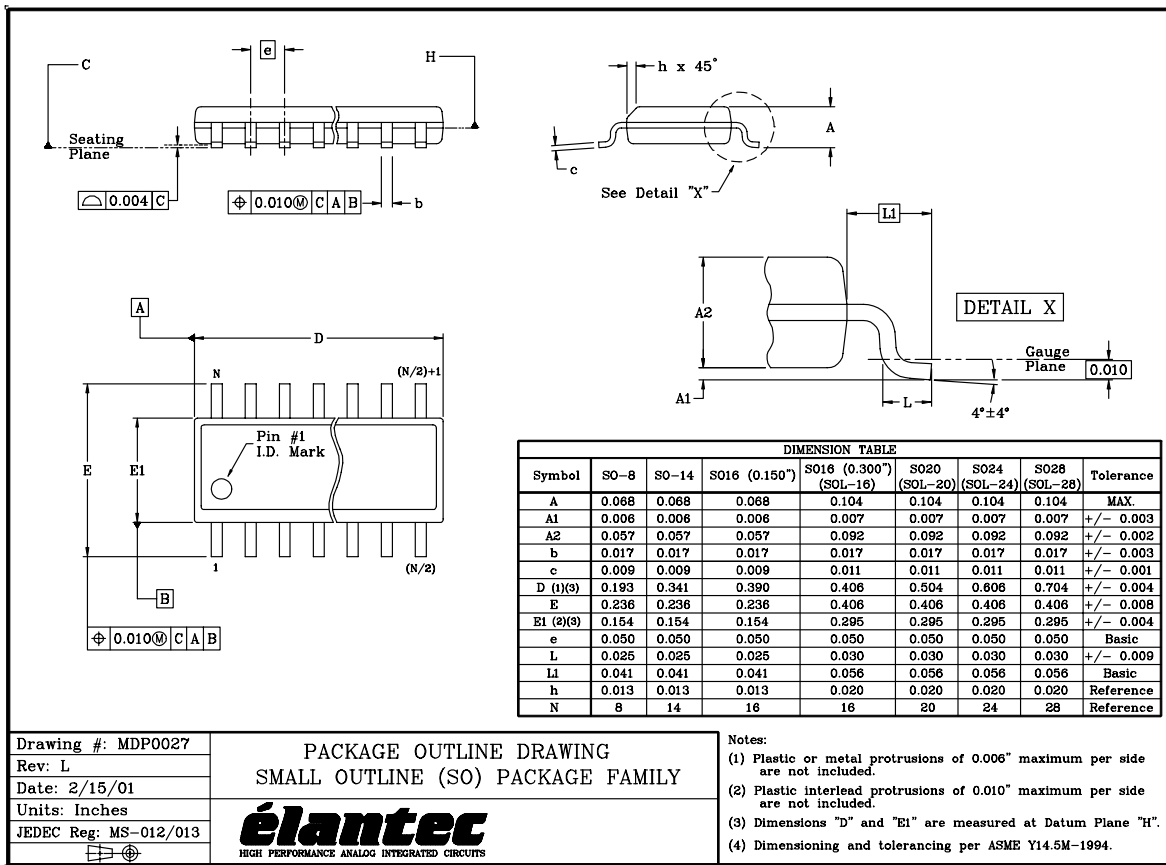 e
C
H
Seating
Plane
⌓ 0.004 C
⌖ 0.010Ⓜ C A B
b
h x 45°
A
c
See Detail "X"
L1
A2
DETAIL X
Gauge
Plane
0.010
A1
L
4°±4°
A
D
N
(N/2)+1
Pin #1
I.D. Mark
E
E1
1
(N/2)
B
⌖ 0.010Ⓜ C A B
DIMENSION TABLE
Symbol SO-8 SO-14 SO16 (0.150") SO16 (0.300") (SOL-16) SO20 (SOL-20) SO24 (SOL-24) SO28 (SOL-28) Tolerance
A 0.068 0.068 0.068 0.104 0.104 0.104 0.104 MAX.
A1 0.006 0.006 0.006 0.007 0.007 0.007 0.007 +/- 0.003
A2 0.057 0.057 0.057 0.092 0.092 0.092 0.092 +/- 0.002
b 0.017 0.017 0.017 0.017 0.017 0.017 0.017 +/- 0.003
c 0.009 0.009 0.009 0.011 0.011 0.011 0.011 +/- 0.001
D (1)(3) 0.193 0.341 0.390 0.406 0.504 0.606 0.704 +/- 0.004
E 0.236 0.236 0.236 0.406 0.406 0.406 0.406 +/- 0.008
E1 (2)(3) 0.154 0.154 0.154 0.295 0.295 0.295 0.295 +/- 0.004
e 0.050 0.050 0.050 0.050 0.050 0.050 0.050 Basic
L 0.025 0.025 0.025 0.030 0.030 0.030 0.030 +/- 0.009
L1 0.041 0.041 0.041 0.056 0.056 0.056 0.056 Basic
h 0.013 0.013 0.013 0.020 0.020 0.020 0.020 Reference
N 8 14 16 16 20 24 28 Reference
Drawing #: MDP0027
Rev: L
Date: 2/15/01
Units: Inches
JEDEC Reg: MS-012/013
PACKAGE OUTLINE DRAWING
SMALL OUTLINE (SO) PACKAGE FAMILY
élantec
HIGH PERFORMANCE ANALOG INTEGRATED CIRCUITS
Notes:
(1) Plastic or metal protrusions of 0.006" maximum per side
are not included.
(2) Plastic interlead protrusions of 0.010" maximum per side
are not included.
(3) Dimensions "D" and "E1" are measured at Datum Plane "H".
(4) Dimensioning and tolerancing per ASME Y14.5M-1994.